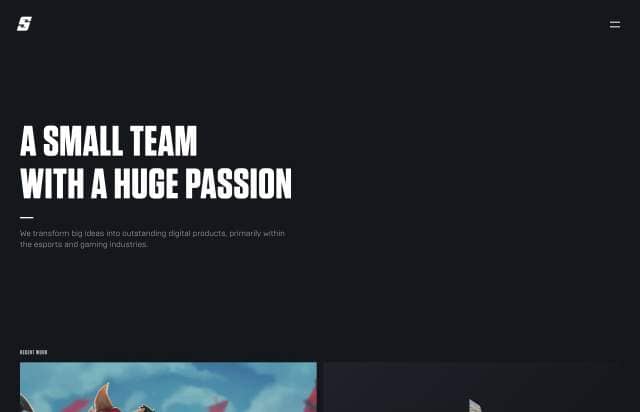 S
A SMALL TEAM
WITH A HUGE PASSION
We transform big ideas into outstanding digital products, primarily within
the esports and gaming industries.
RECENT WORK